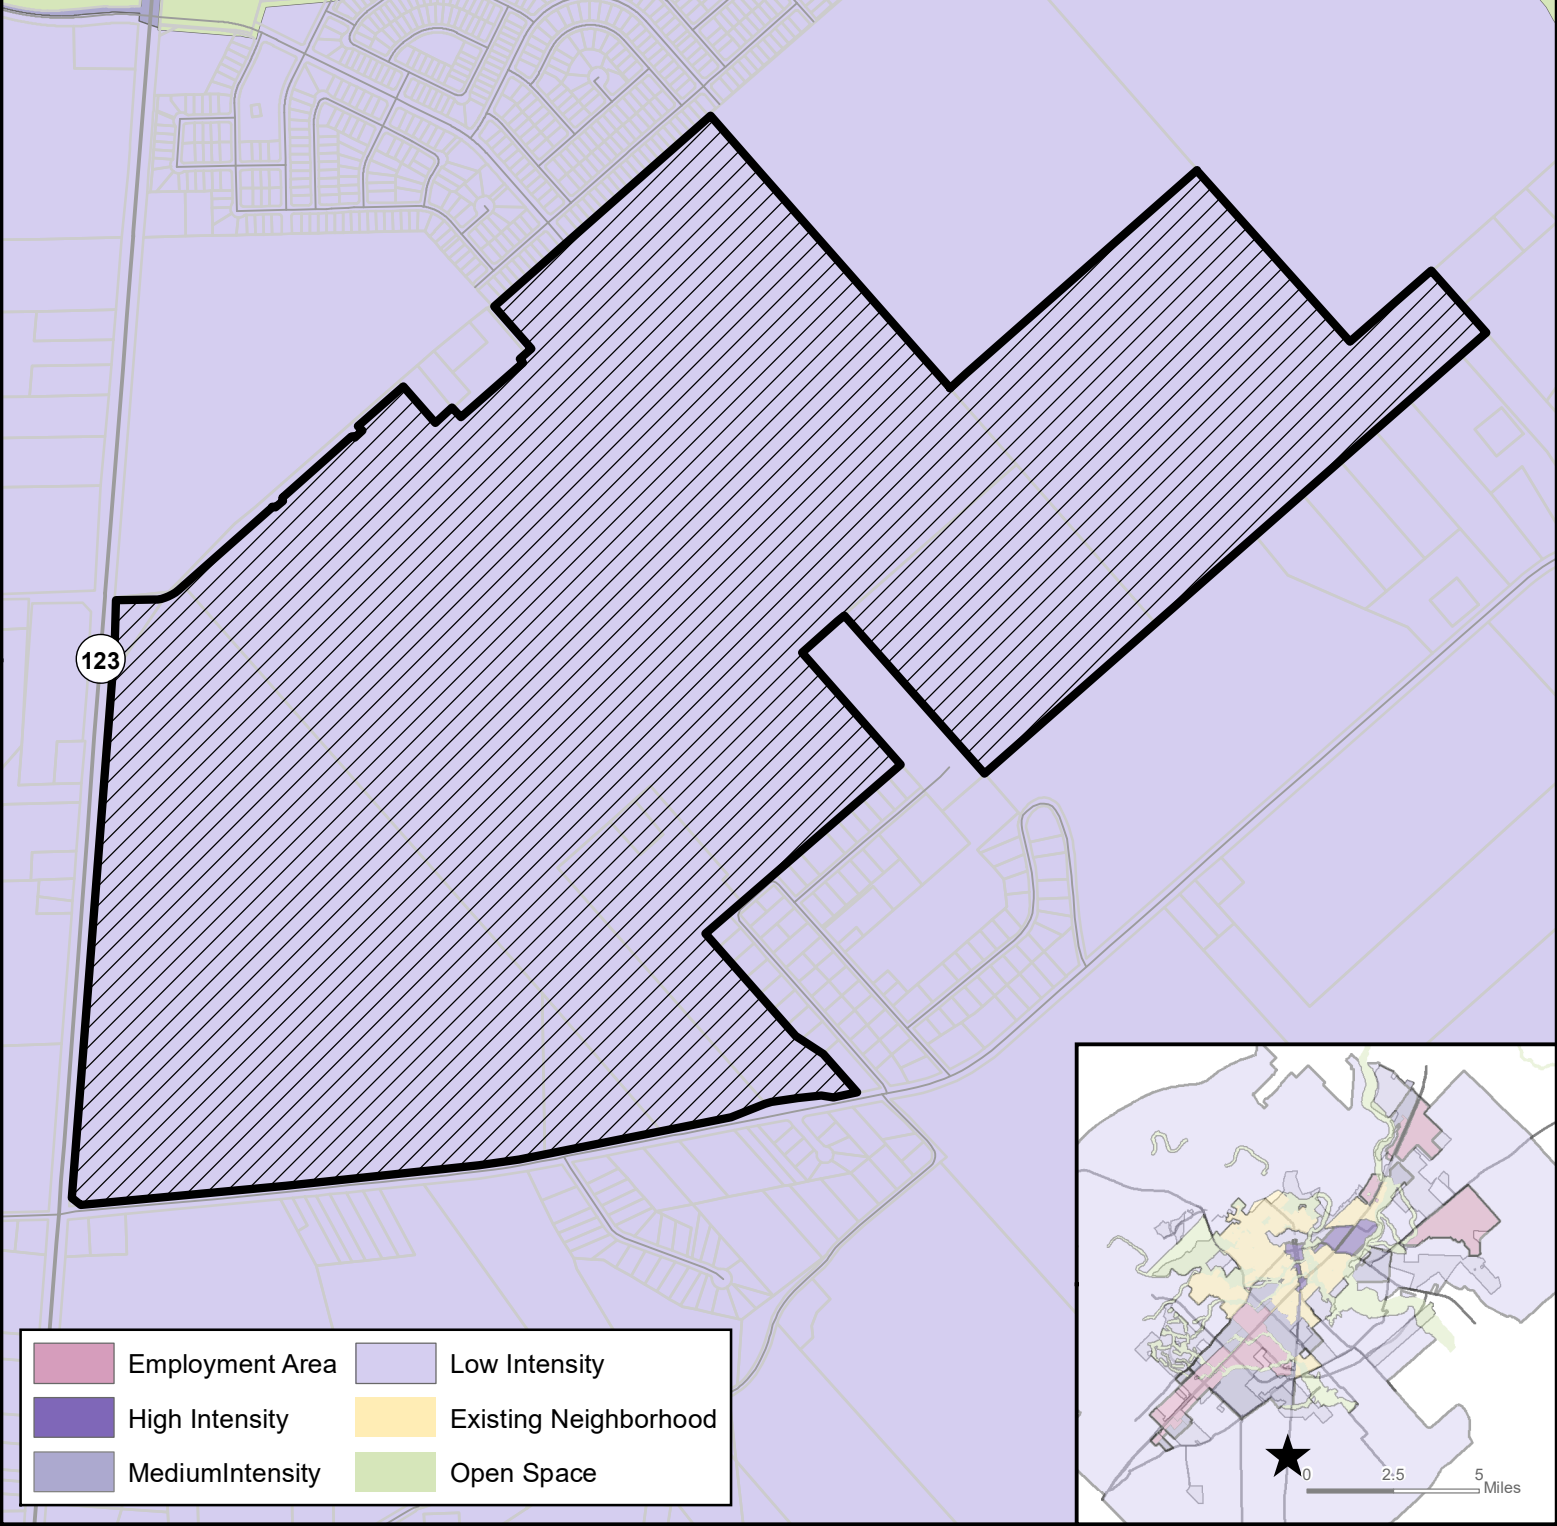 123
Employment Area
Low Intensity
High Intensity
Existing Neighborhood
MediumIntensity
Open Space
0 2.5 5
Miles